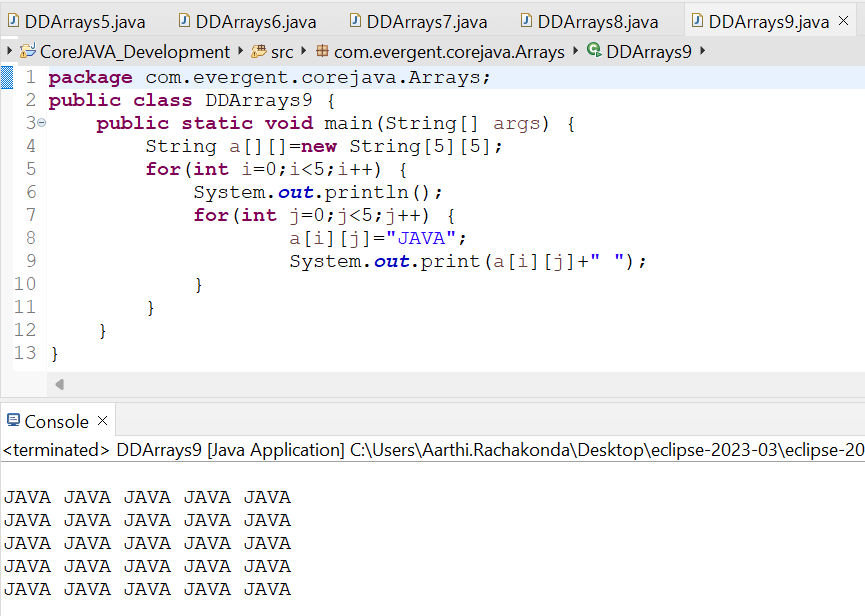 DDArrays5.java DDArrays6.java DDArrays7.java DDArrays8.java DDArrays9.java
CoreJAVA_Development src com.evergent.corejava.Arrays DDArrays9
1 package com.evergent.corejava.Arrays;
2 public class DDArrays9 {
3 public static void main(String[] args) {
4 String a[][]=new String[5][5];
5 for(int i=0;i<5;i++) {
6 System.out.println();
7 for(int j=0;j<5;j++) {
8 a[i][j]="JAVA";
9 System.out.print(a[i][j]+" ");
10 }
11 }
12 }
13 }
Console
<terminated> DDArrays9 [Java Application] C:\Users\Aarthi.Rachakonda\Desktop\eclipse-2023-03\eclipse-20
JAVA JAVA JAVA JAVA JAVA
JAVA JAVA JAVA JAVA JAVA
JAVA JAVA JAVA JAVA JAVA
JAVA JAVA JAVA JAVA JAVA
JAVA JAVA JAVA JAVA JAVA